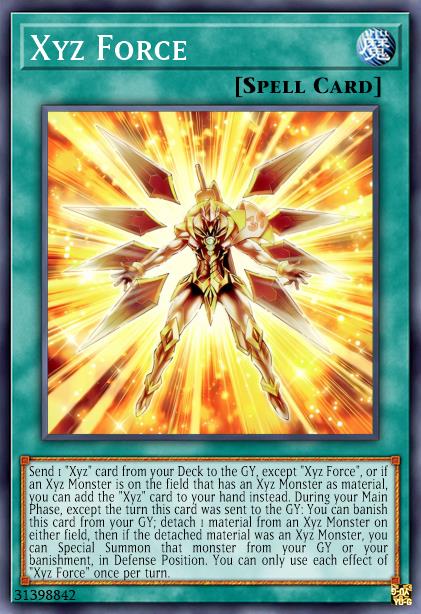 Xyz Force
魔
[Spell Card]
Send 1 "Xyz" card from your Deck to the GY, except "Xyz Force", or if
an Xyz Monster is on the field that has an Xyz Monster as material,
you can add the "Xyz" card to your hand instead. During your Main
Phase, except the turn this card was sent to the GY: You can banish
this card from your GY; detach 1 material from an Xyz Monster on
either field, then if the detached material was an Xyz Monster, you
can Special Summon that monster from your GY or your
banishment, in Defense Position. You can only use each effect of
"Xyz Force" once per turn.
31398842